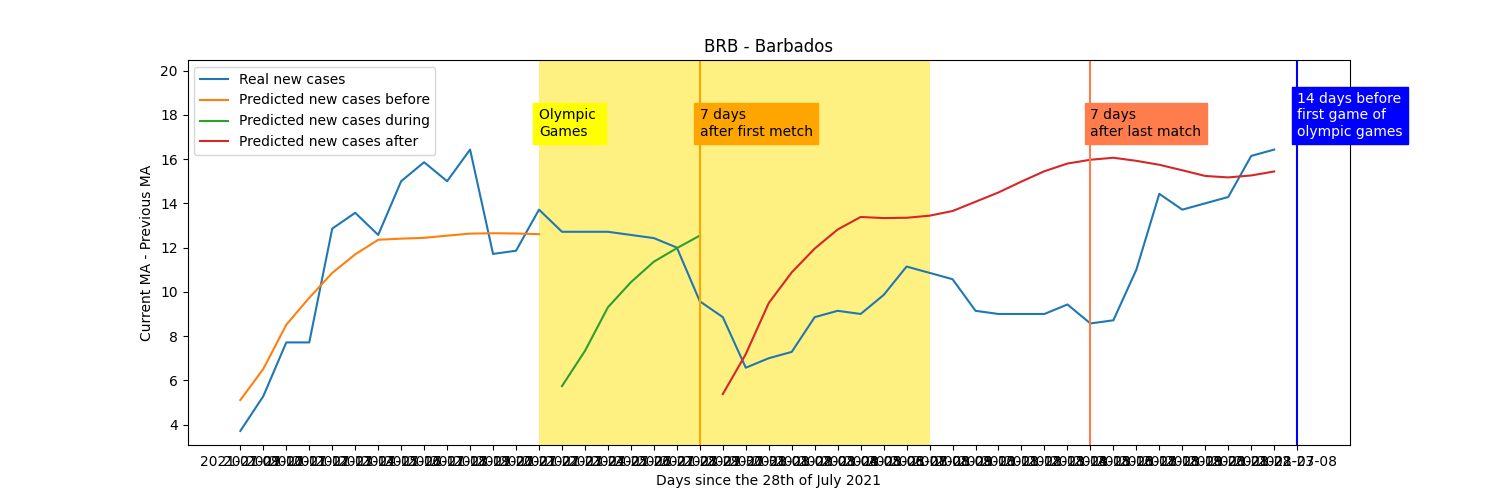 BRB - Barbados
Real new cases
Predicted new cases before
Predicted new cases during
Predicted new cases after
Olympic
Games
7 days
after first metch
7 days
after last match
14 days before
first game of
olympic games
Current MA - Previous MA
20
18
16
14
12
10
8
6
4
Days since the 28th of July 2021